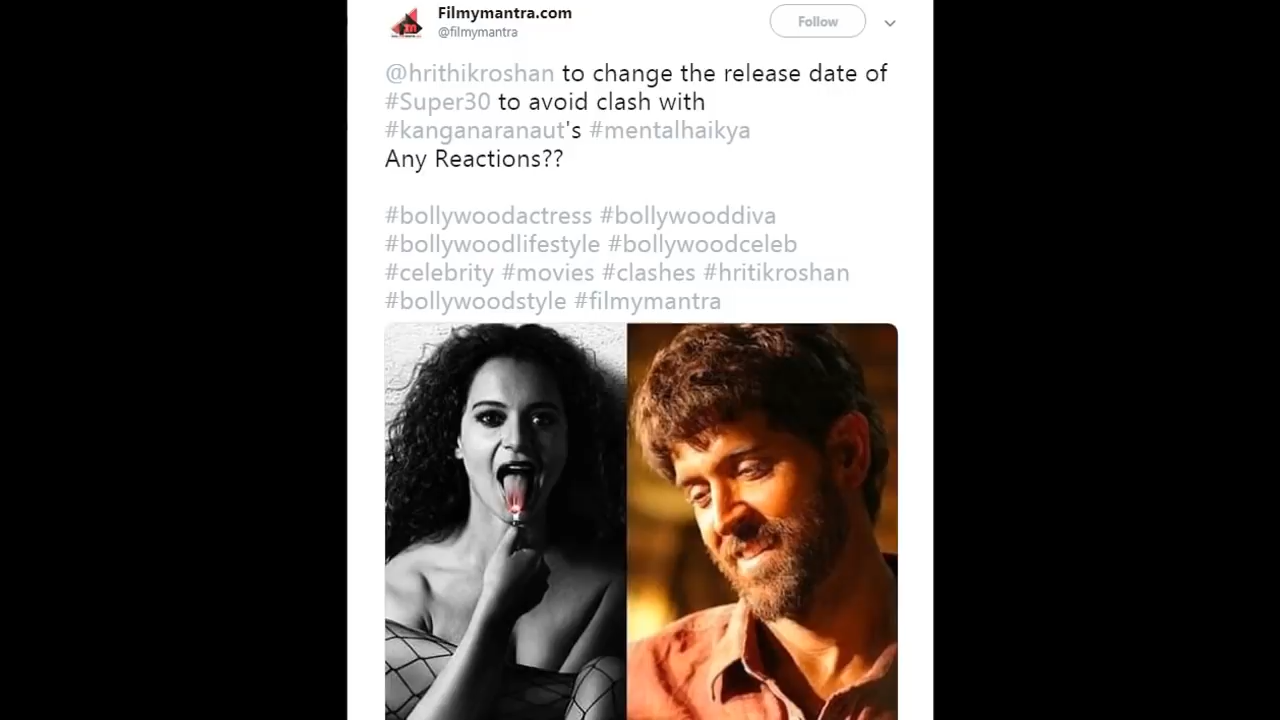 Filmymantra.com
@filmymantra
Follow
@hrithikroshan to change the release date of
#Super30 to avoid clash with
#kanganaranaut's #mentalhaikya
Any Reactions??
#bollywoodactress #bollywooddiva
#bollywoodlifestyle #bollywoodceleb
#celebrity #movies #clashes #hritikroshan
#bollywoodstyle #filmymantra